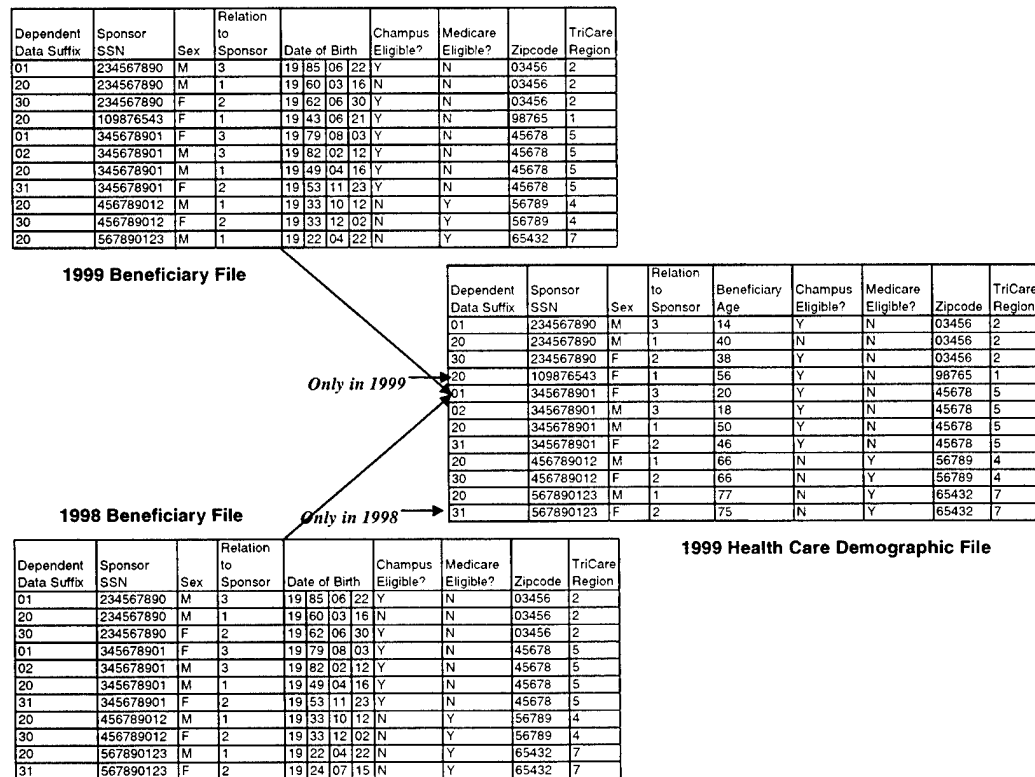 Dependent Data Suffix | Sponsor SSN | Sex | Relation to Sponsor | Date of Birth | Champus Eligible? | Medicare Eligible? | Zipcode | TriCare Region
01 234567890 M 3 19 85 06 22 Y N 03456 2
20 234567890 M 1 19 60 03 16 N N 03456 2
30 234567890 F 2 19 62 06 30 Y N 03456 2
20 109876543 F 1 19 43 06 21 Y N 98765 1
01 345678901 F 3 19 79 08 03 Y N 45678 5
02 345678901 M 3 19 82 02 12 Y N 45678 5
20 345678901 M 1 19 49 04 16 Y N 45678 5
31 345678901 F 2 19 53 11 23 Y N 45678 5
20 456789012 M 1 19 33 10 12 N Y 56789 4
30 456789012 F 2 19 33 12 02 N Y 56789 4
20 567890123 M 1 19 22 04 22 N Y 65432 7
1999 Beneficiary File
Dependent Data Suffix | Sponsor SSN | Sex | Relation to Sponsor | Beneficiary Age | Champus Eligible? | Medicare Eligible? | Zipcode | TriCare Region
01 234567890 M 3 14 Y N 03456 2
20 234567890 M 1 40 N N 03456 2
30 234567890 F 2 38 Y N 03456 2
Only in 1999
20 109876543 F 1 56 Y N 98765 1
01 345678901 F 3 20 Y N 45678 5
02 345678901 M 3 18 Y N 45678 5
20 345678901 M 1 50 Y N 45678 5
31 345678901 F 2 46 Y N 45678 5
20 456789012 M 1 66 N Y 56789 4
30 456789012 F 2 66 N Y 56789 4
20 567890123 M 1 77 N Y 65432 7
Only in 1998
31 567890123 F 2 75 N Y 65432 7
1999 Health Care Demographic File
1998 Beneficiary File
Dependent Data Suffix | Sponsor SSN | Sex | Relation to Sponsor | Date of Birth | Champus Eligible? | Medicare Eligible? | Zipcode | TriCare Region
01 234567890 M 3 19 85 06 22 Y N 03456 2
20 234567890 M 1 19 60 03 16 N N 03456 2
30 234567890 F 2 19 62 06 30 Y N 03456 2
01 345678901 F 3 19 79 08 03 Y N 45678 5
02 345678901 M 3 19 82 02 12 Y N 45678 5
20 345678901 M 1 19 49 04 16 Y N 45678 5
31 345678901 F 2 19 53 11 23 Y N 45678 5
20 456789012 M 1 19 33 10 12 N Y 56789 4
30 456789012 F 2 19 33 12 02 N Y 56789 4
20 567890123 M 1 19 22 04 22 N Y 65432 7
31 567890123 F 2 19 24 07 15 N Y 65432 7